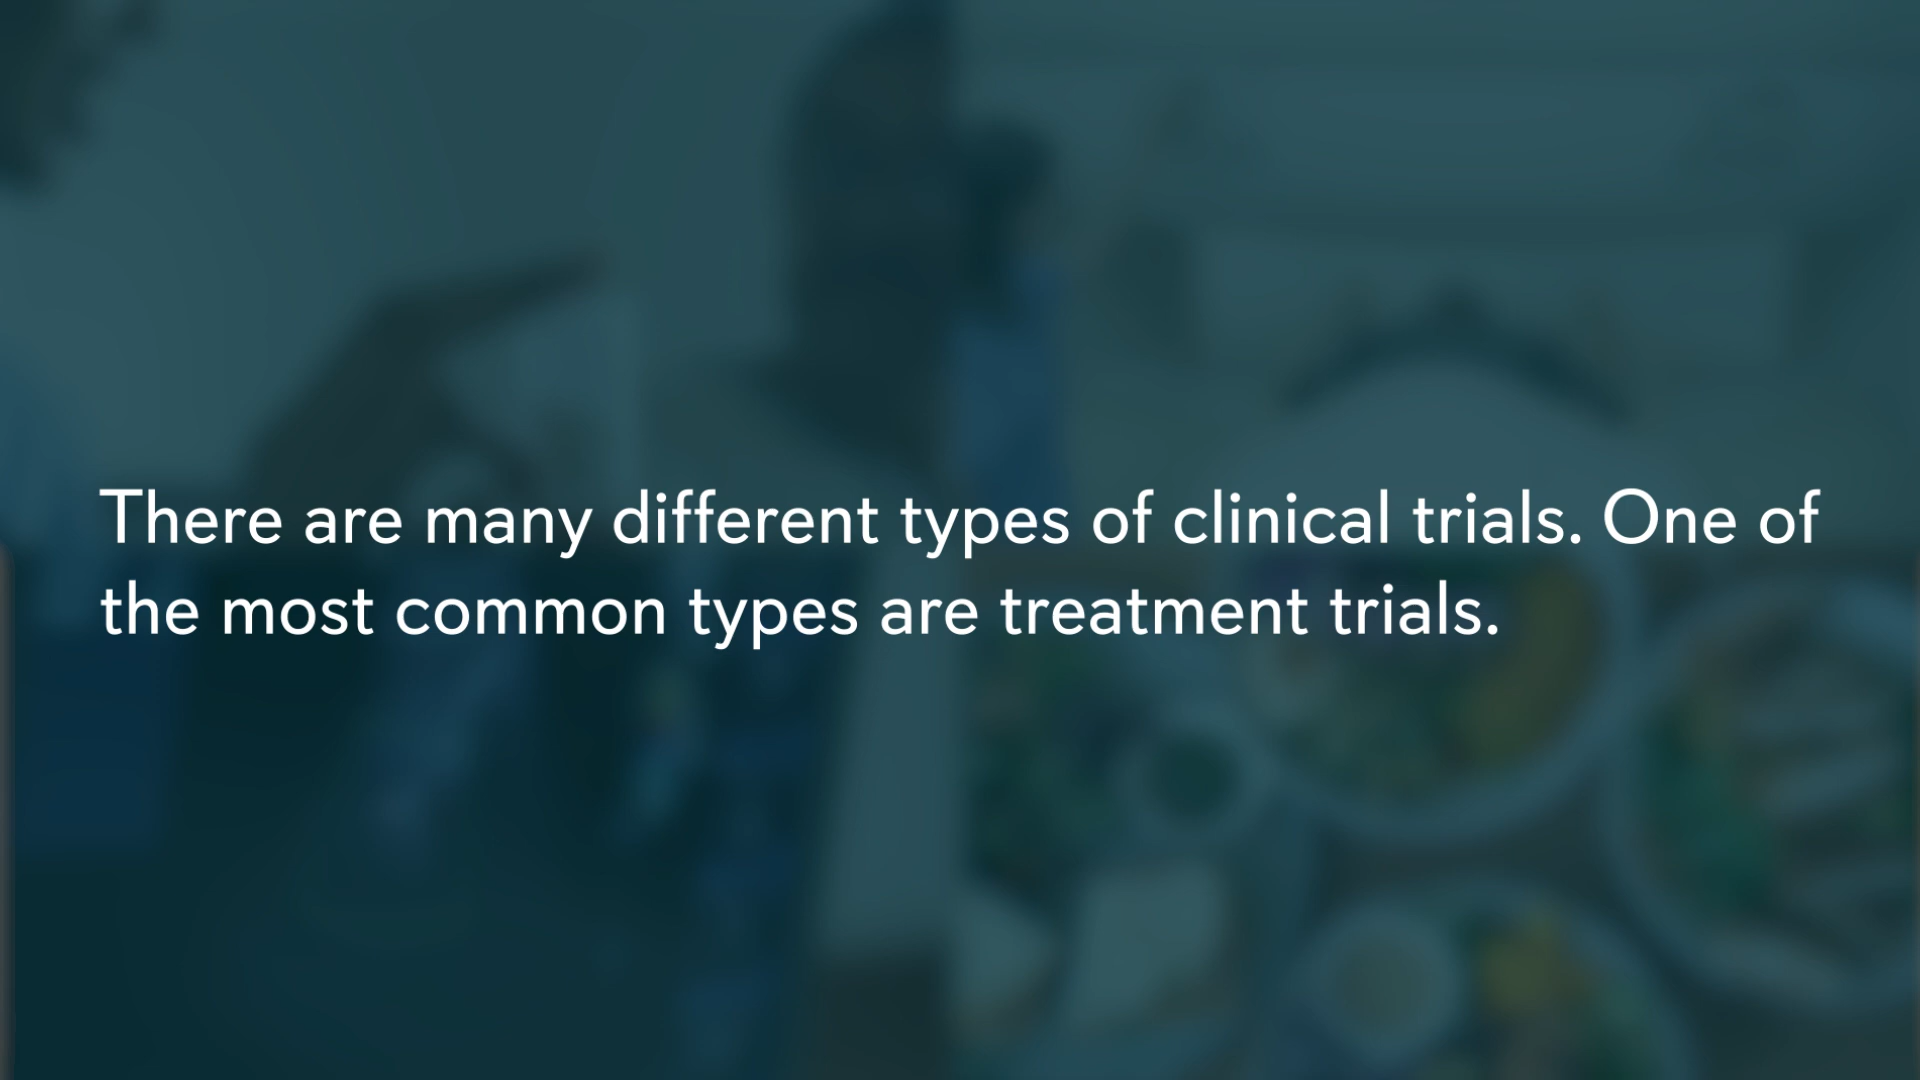 There are many different types of clinical trials. One of
the most common types are treatment trials.